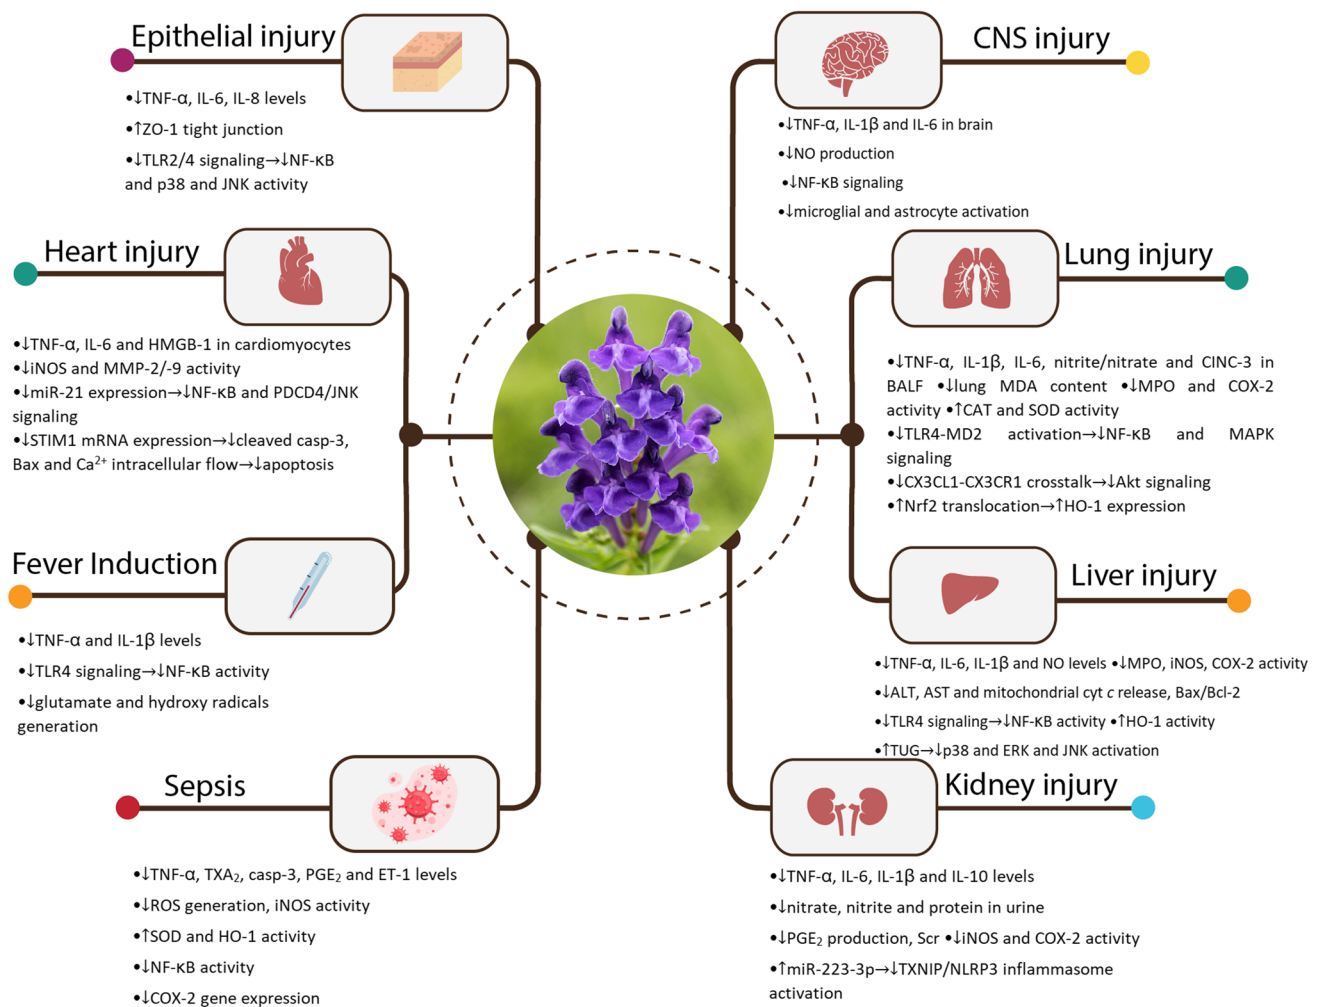 Epithelial injury
•↓TNF-α, IL-6, IL-8 levels
•↑ZO-1 tight junction
•↓TLR2/4 signaling→↓NF-κB
and p38 and JNK activity
CNS injury
•↓TNF-α, IL-1β and IL-6 in brain
•↓NO production
•↓NF-κB signaling
•↓microglial and astrocyte activation
Heart injury
•↓TNF-α, IL-6 and HMGB-1 in cardiomyocytes
•↓iNOS and MMP-2/-9 activity
•↓miR-21 expression→↓NF-κB and PDCD4/JNK
signaling
•↓STIM1 mRNA expression→↓cleaved casp-3,
Bax and Ca²⁺ intracellular flow→↓apoptosis
Lung injury
•↓TNF-α, IL-1β, IL-6, nitrite/nitrate and CINC-3 in
BALF •↓lung MDA content •↓MPO and COX-2
activity •↑CAT and SOD activity
•↓TLR4-MD2 activation→↓NF-κB and MAPK
signaling
•↓CX3CL1-CX3CR1 crosstalk→↓Akt signaling
•↑Nrf2 translocation→↑HO-1 expression
Fever Induction
•↓TNF-α and IL-1β levels
•↓TLR4 signaling→↓NF-κB activity
•↓glutamate and hydroxy radicals
generation
Liver injury
•↓TNF-α, IL-6, IL-1β and NO levels •↓MPO, iNOS, COX-2 activity
•↓ALT, AST and mitochondrial cyt c release, Bax/Bcl-2
•↓TLR4 signaling→↓NF-κB activity •↑HO-1 activity
•↑TUG→↓p38 and ERK and JNK activation
Sepsis
•↓TNF-α, TXA₂, casp-3, PGE₂ and ET-1 levels
•↓ROS generation, iNOS activity
•↑SOD and HO-1 activity
•↓NF-κB activity
•↓COX-2 gene expression
Kidney injury
•↓TNF-α, IL-6, IL-1β and IL-10 levels
•↓nitrate, nitrite and protein in urine
•↓PGE₂ production, Scr •↓iNOS and COX-2 activity
•↑miR-223-3p→↓TXNIP/NLRP3 inflammasome
activation